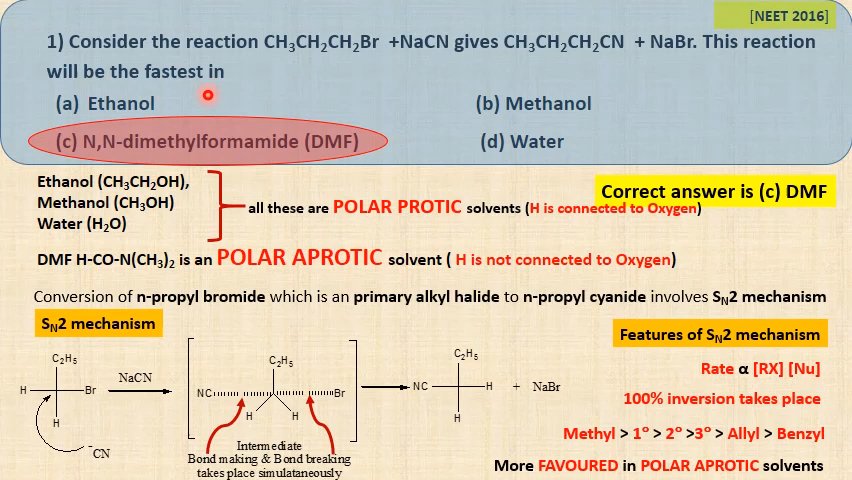 [NEET 2016]
1) Consider the reaction CH₃CH₂CH₂Br +NaCN gives CH₃CH₂CH₂CN + NaBr. This reaction
will be the fastest in
(a) Ethanol (b) Methanol
(c) N,N-dimethylformamide (DMF) (d) Water
Ethanol (CH₃CH₂OH),
Methanol (CH₃OH)
Water (H₂O)
all these are POLAR PROTIC solvents (H is connected to Oxygen)
Correct answer is (c) DMF
DMF H-CO-N(CH₃)₂ is an POLAR APROTIC solvent ( H is not connected to Oxygen)
Conversion of n-propyl bromide which is an primary alkyl halide to n-propyl cyanide involves Sₙ2 mechanism
Sₙ2 mechanism
C₂H₅
H
Br
H
⁻CN
NaCN
C₂H₅
NC
Br
H
H
Intermediate
Bond making & Bond breaking
takes place simulataneously
C₂H₅
NC
H
H
+ NaBr
Features of Sₙ2 mechanism
Rate α [RX] [Nu]
100% inversion takes place
Methyl > 1° > 2° >3° > Allyl > Benzyl
More FAVOURED in POLAR APROTIC solvents